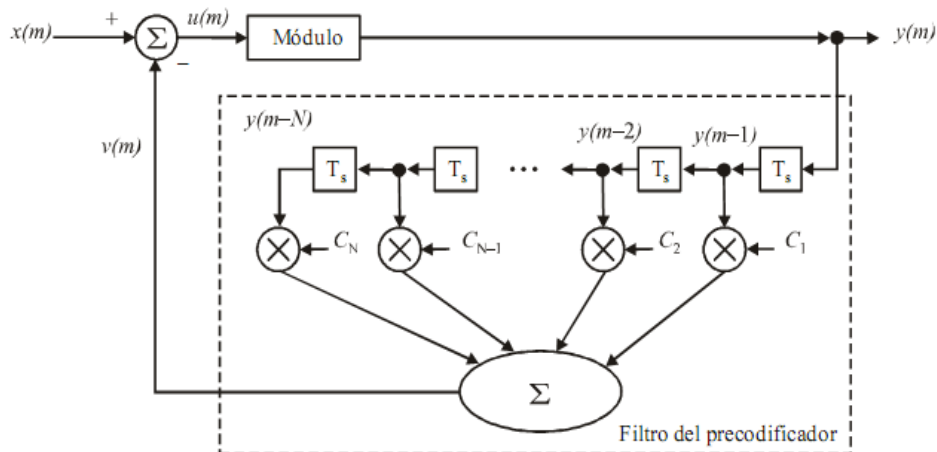 x(m)
+
Σ
−
u(m)
Módulo
y(m)
v(m)
y(m−N)
y(m−2)
y(m−1)
Ts
Ts
...
Ts
Ts
CN
CN−1
C2
C1
Σ
Filtro del precodificador